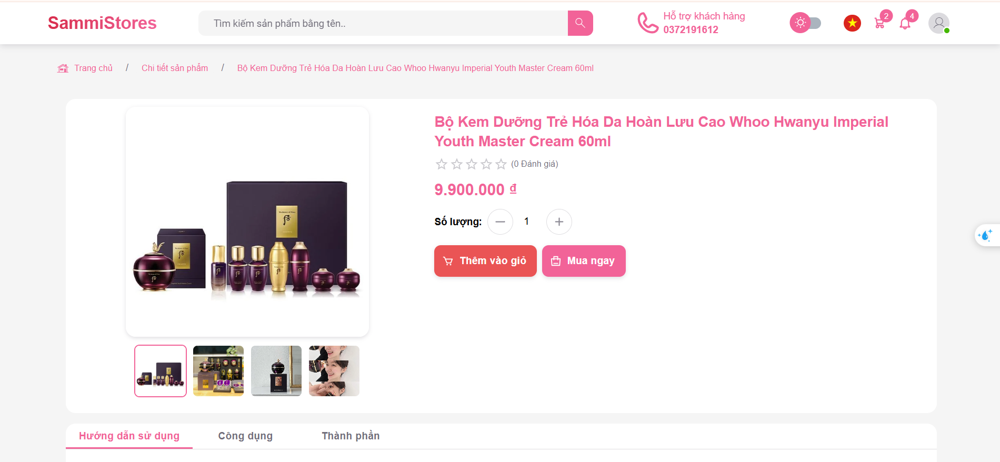 SammiStores
Tìm kiếm sản phẩm bằng tên..
Hỗ trợ khách hàng
0372191612
2
4
Trang chủ / Chi tiết sản phẩm / Bộ Kem Dưỡng Trẻ Hóa Da Hoàn Lưu Cao Whoo Hwanyu Imperial Youth Master Cream 60ml
Bộ Kem Dưỡng Trẻ Hóa Da Hoàn Lưu Cao Whoo Hwanyu Imperial
Youth Master Cream 60ml
(0 Đánh giá)
9.900.000 ₫
Số lượng: 1
Thêm vào giỏ
Mua ngay
Hướng dẫn sử dụng
Công dụng
Thành phần